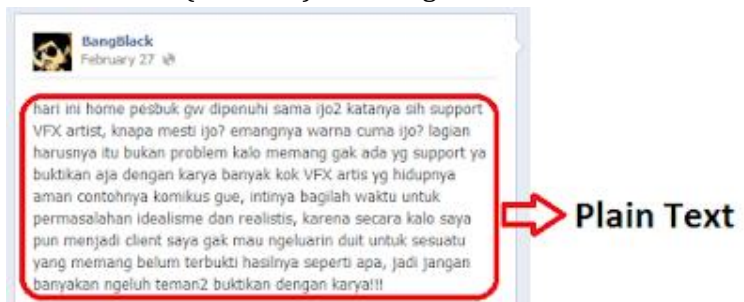 BangBlack
February 27
hari ini home pesbuk gw dipenuhi sama ijo2 katanya sih support
VFX artist, knapa mesti ijo? emangnya warna cuma ijo? lagian
harusnya itu bukan problem kalo memang gak ada yg support ya
buktikan aja dengan karya banyak kok VFX artis yg hidupnya
aman contohnya komikus gue, intinya bagilah waktu untuk
permasalahan idealisme dan realistis, karena secara kalo saya
pun menjadi client saya gak mau ngeluarin duit untuk sesuatu
yang memang belum terbukti hasilnya seperti apa, jadi jangan
banyakan ngeluh teman2 buktikan dengan karya!!!
Plain Text